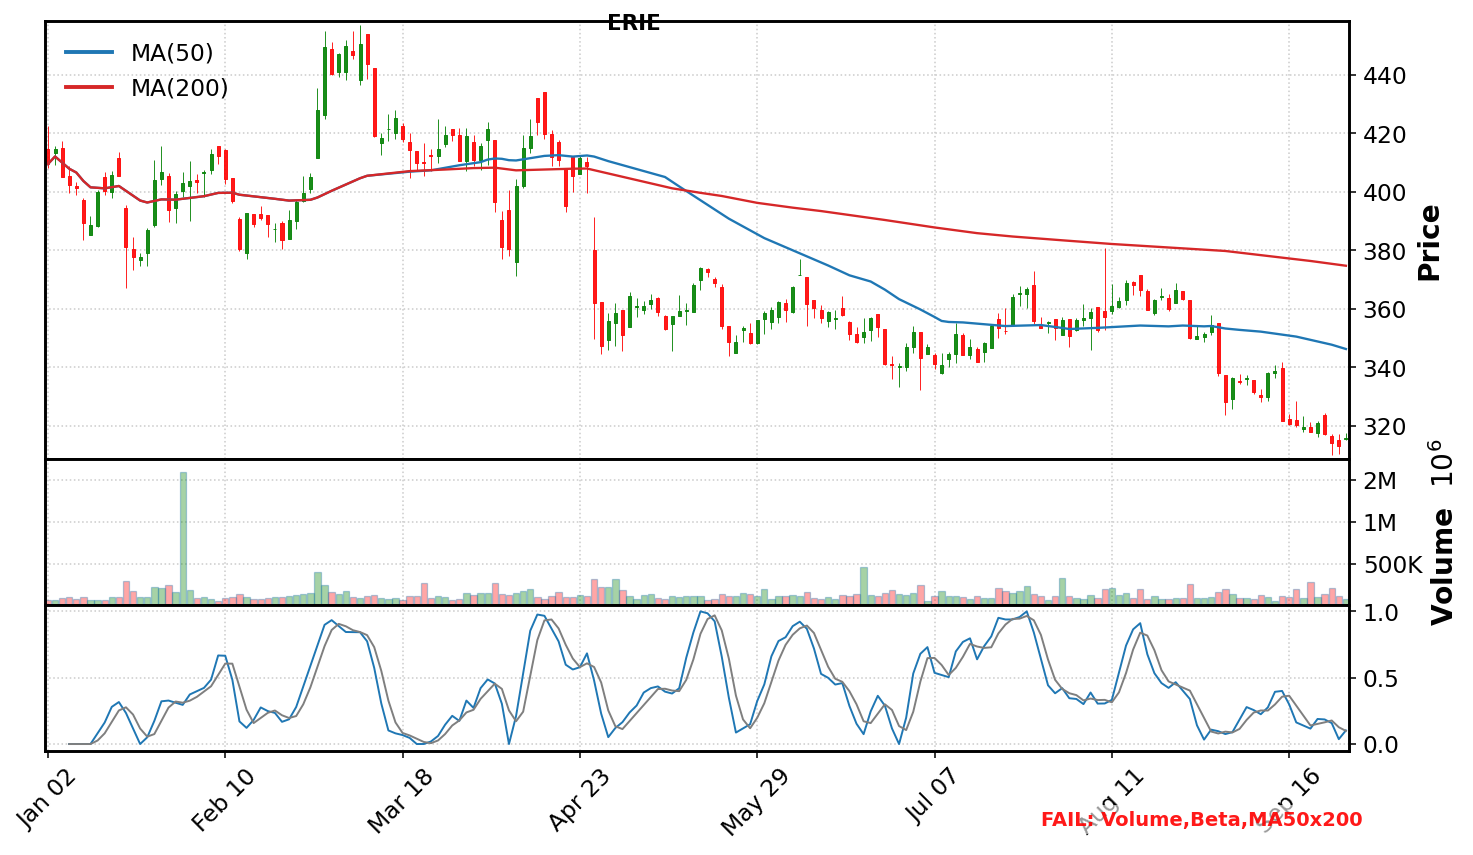 ERIE
MA(50)
MA(200)
440
420
400
380
360
340
320
Price
2M
1M
500K
Volume 10^6
1.0
0.5
0.0
Jan 02
Feb 10
Mar 18
Apr 23
May 29
Jul 07
Aug 11
Sep 16
FAIL: Volume,Beta,MA50x200